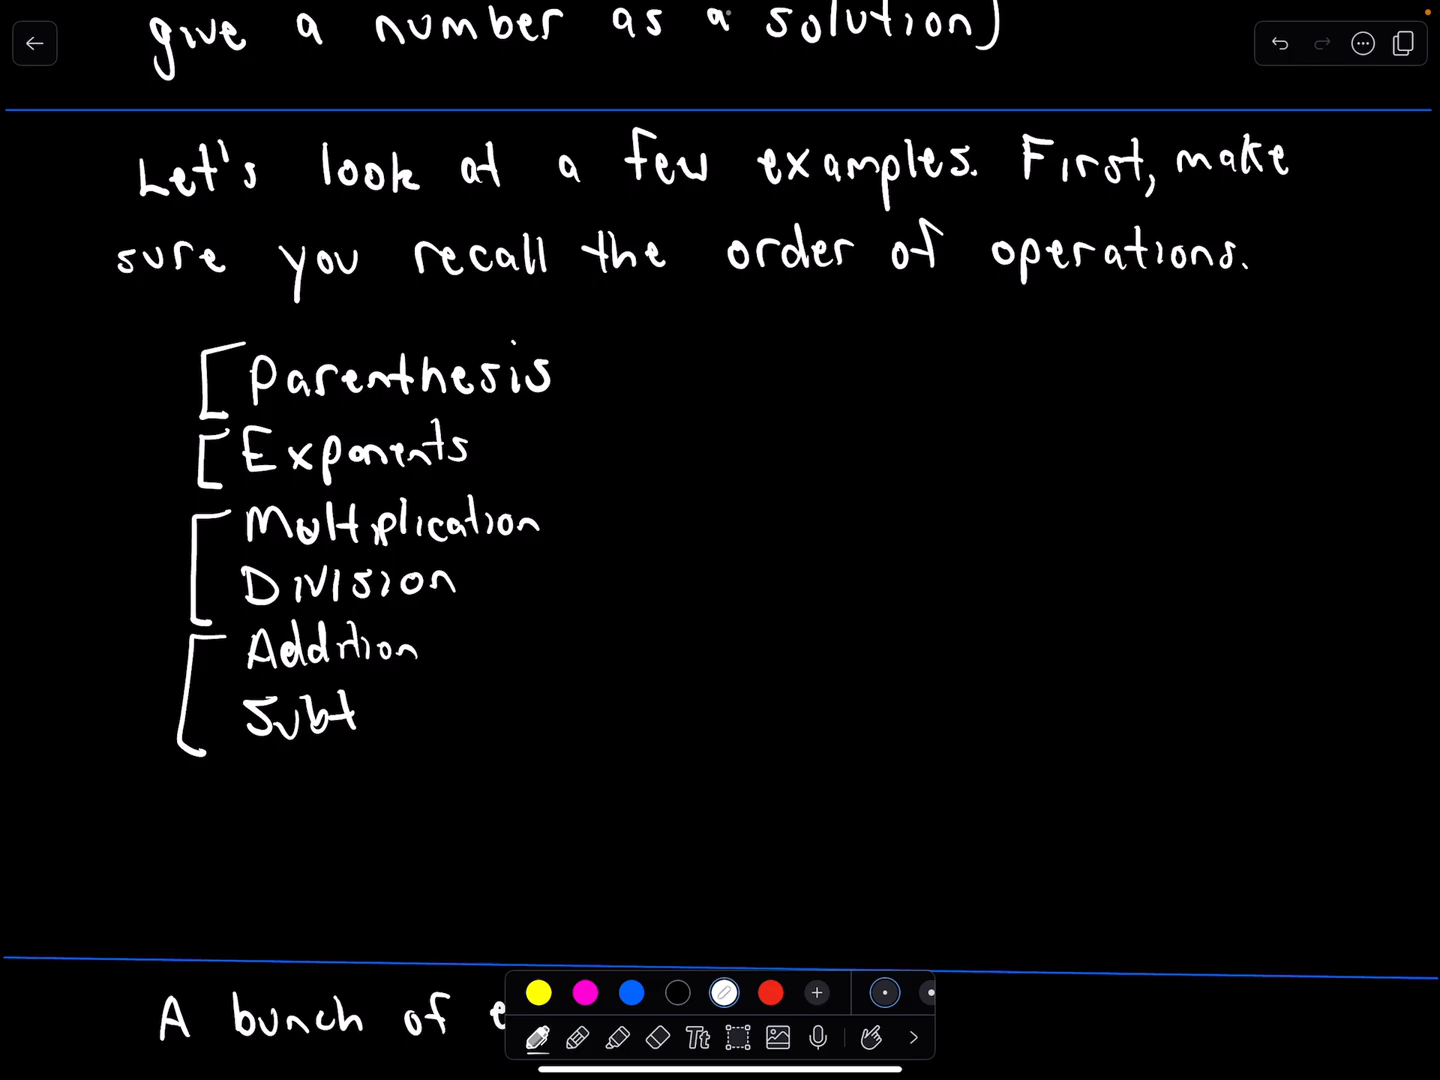 give a number as a solution)
Let's look at a few examples. First, make
sure you recall the order of operations.
Parenthesis
Exponents
Multiplication
Division
Addition
Subt
A bunch of e
Tt